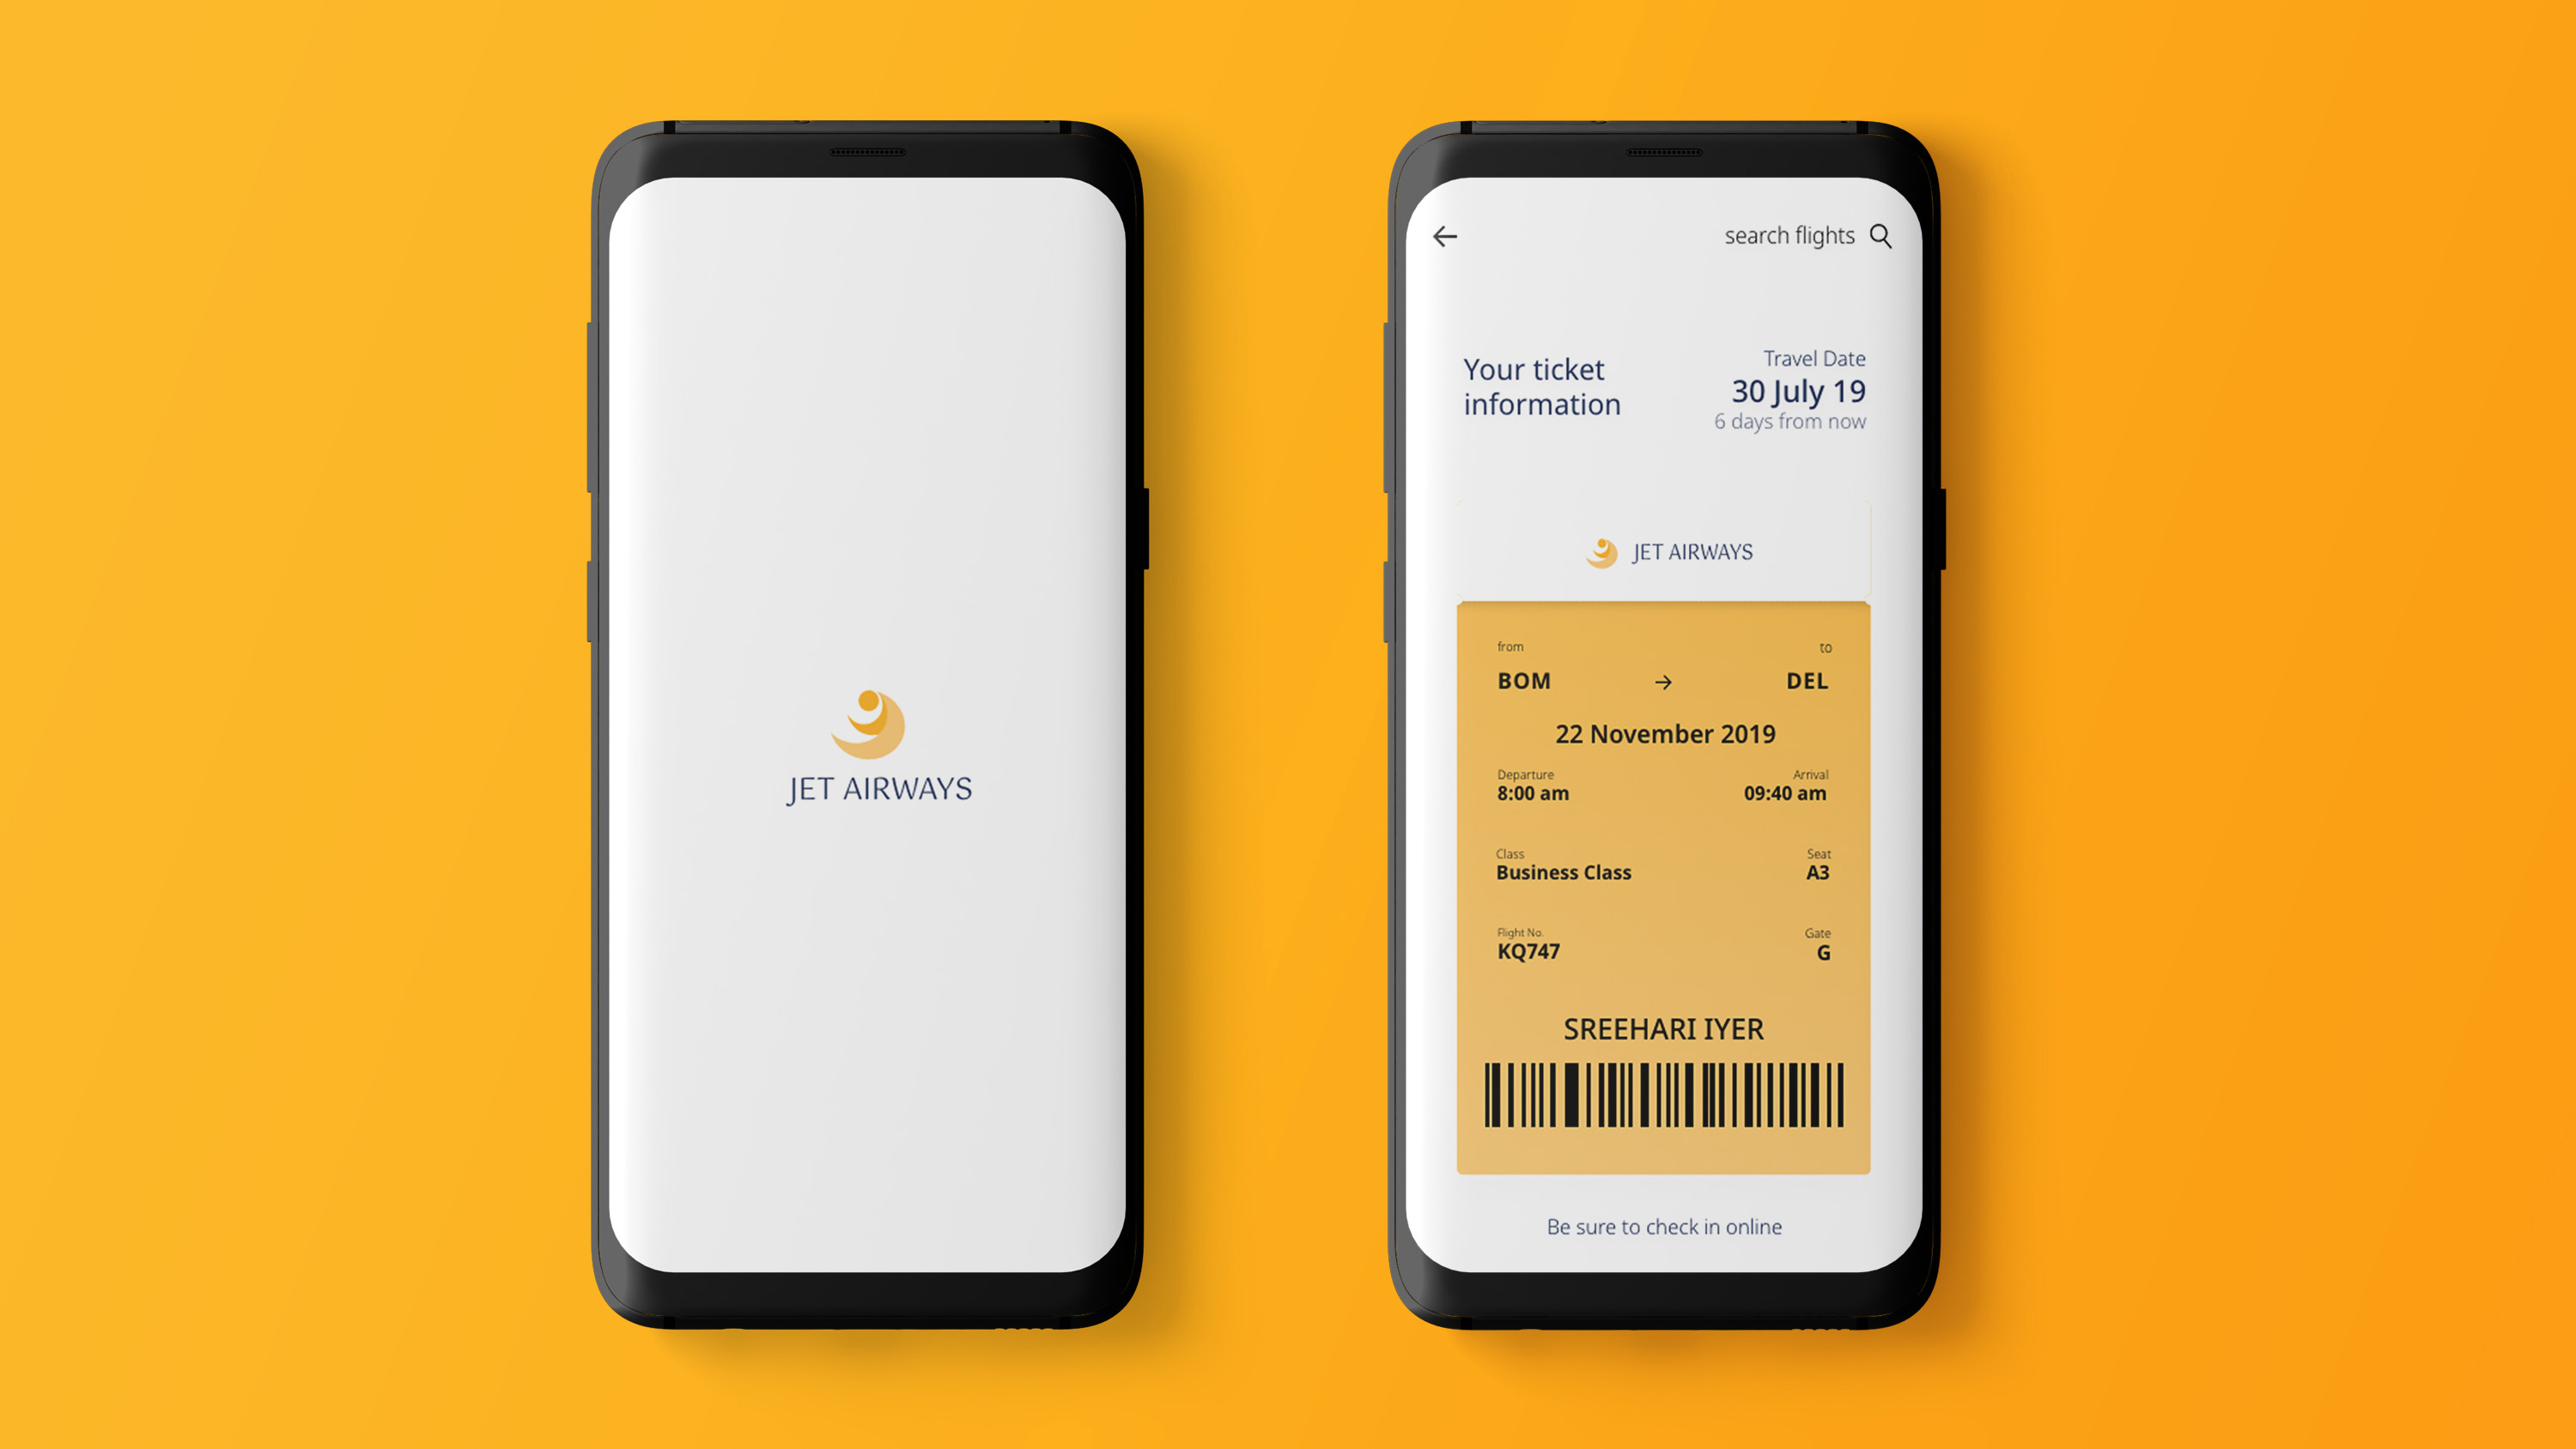 JET AIRWAYS
search flights
Your ticket
information
Travel Date
30 July 19
6 days from now
JET AIRWAYS
from
to
BOM
DEL
22 November 2019
Departure
Arrival
8:00 am
09:40 am
Class
Seat
Business Class
A3
Flight No.
Gate
KQ747
G
SREEHARI IYER
Be sure to check in online